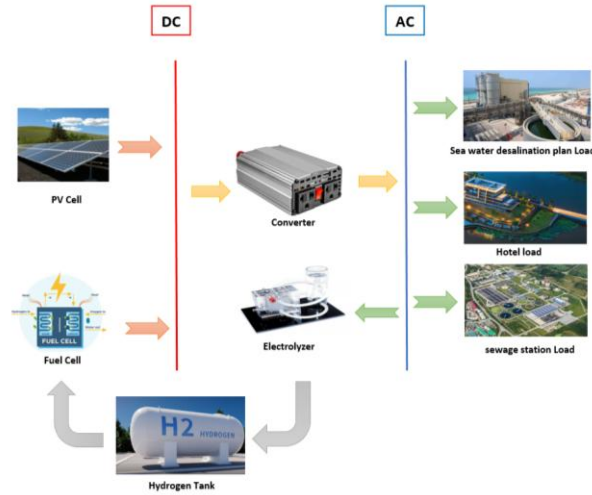 DC
AC
PV Cell
Converter
Sea water desalination plan Load
Hotel load
FUEL CELL
Fuel Cell
Electrolyzer
sewage station Load
H2 HYDROGEN
Hydrogen Tank